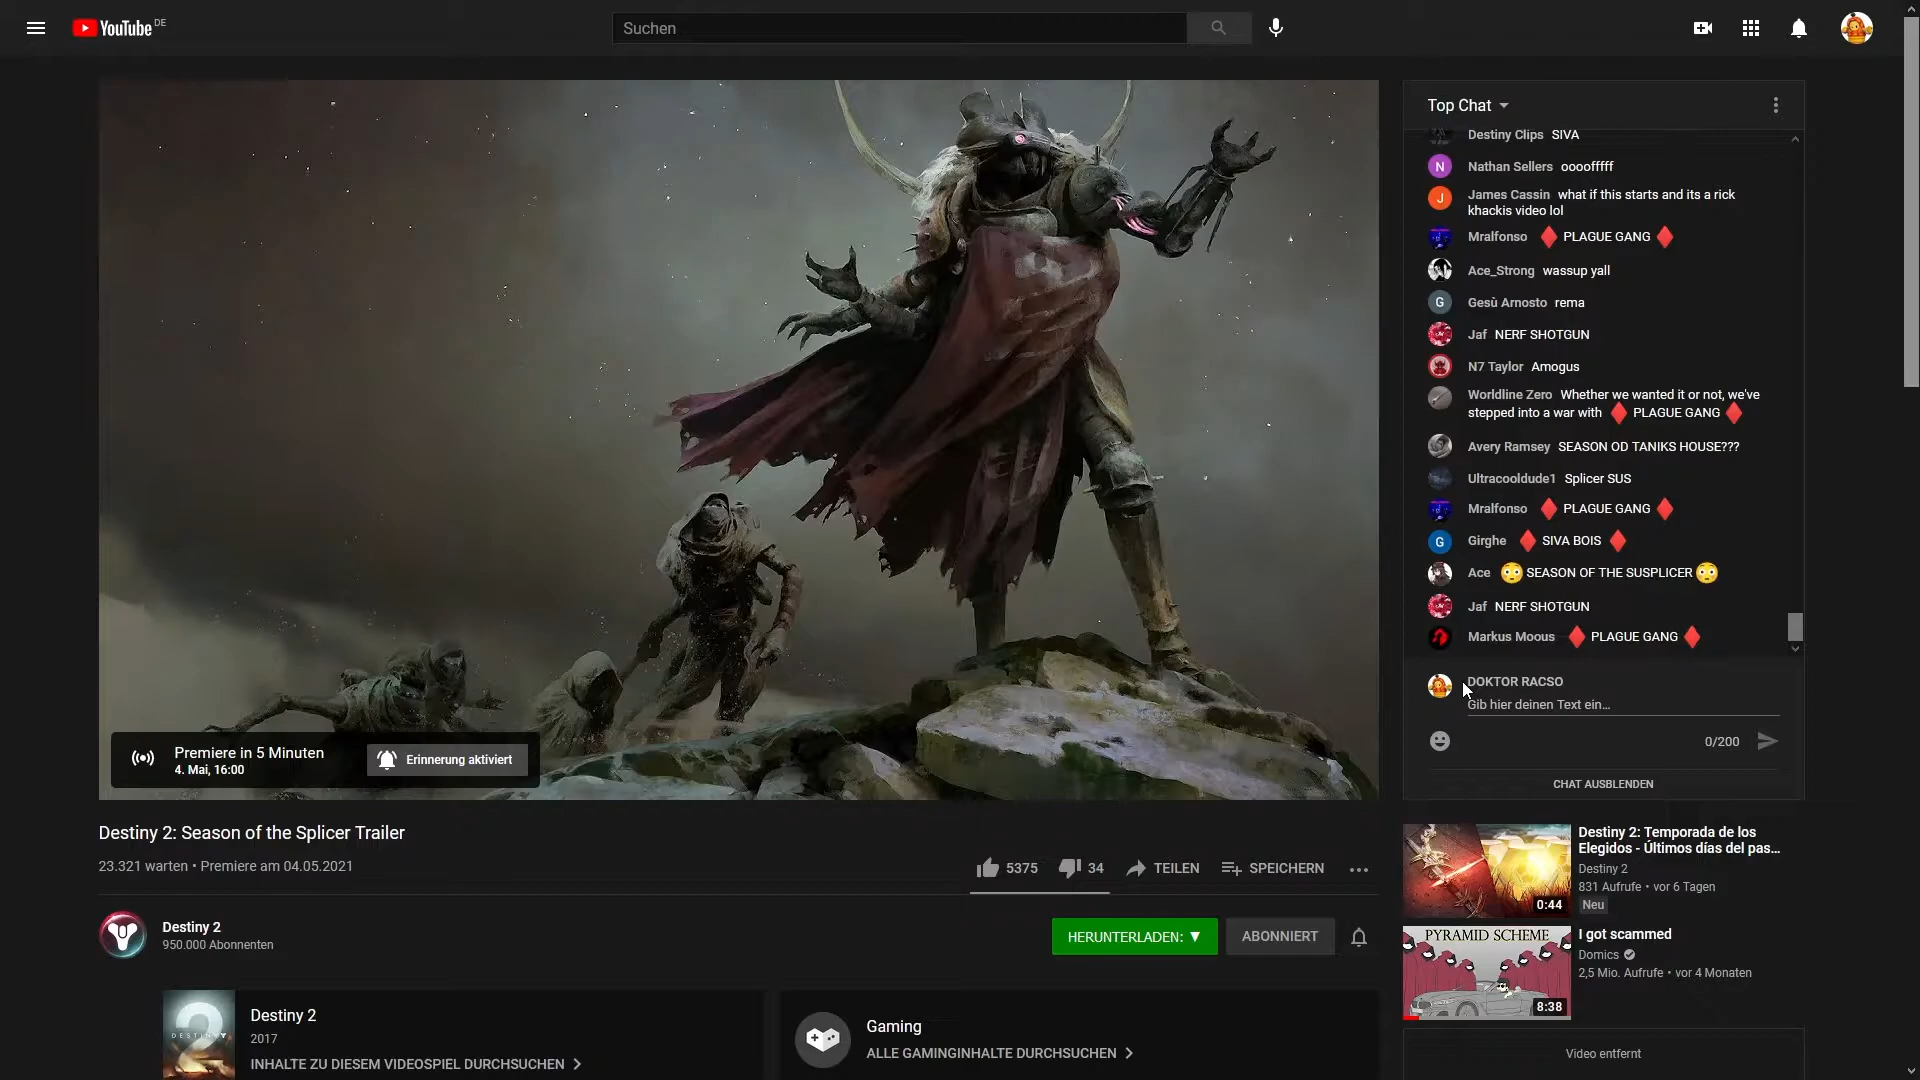 YouTube DE
Suchen
Top Chat
Destiny Clips SIVA
Nathan Sellers ooooffffff
James Cassin what if this starts and its a rick
khackis video lol
Mralfonso ♦ PLAGUE GANG ♦
Ace_Strong wassup yall
Gesù Arnosto rema
Jaf NERF SHOTGUN
N7 Taylor Amogus
Worldline Zero Whether we wanted it or not, we've
stepped into a war with ♦ PLAGUE GANG ♦
Avery Ramsey SEASON OD TANIKS HOUSE???
Ultracooldude1 Splicer SUS
Mralfonso ♦ PLAGUE GANG ♦
Girghe ♦ SIVA BOIS ♦
Ace 😳 SEASON OF THE SUSPLICER 😳
Jaf NERF SHOTGUN
Markus Moous ♦ PLAGUE GANG ♦
DOKTOR RACSO
Gib hier deinen Text ein...
0/200
CHAT AUSBLENDEN
Premiere in 5 Minuten
4. Mai, 16:00
Erinnerung aktiviert
Destiny 2: Season of the Splicer Trailer
23.321 warten • Premiere am 04.05.2021
5375 34 TEILEN SPEICHERN
Destiny 2
950.000 Abonnenten
HERUNTERLADEN: ▼ ABONNIERT
DESTINY
2
Destiny 2
2017
INHALTE ZU DIESEM VIDEOSPIEL DURCHSUCHEN
Gaming
ALLE GAMINGINHALTE DURCHSUCHEN
Destiny 2: Temporada de los
Elegidos - Últimos días del pas...
Destiny 2
831 Aufrufe • vor 6 Tagen
Neu
0:44
PYRAMID SCHEME
8:38
I got scammed
Domics
2,5 Mio. Aufrufe • vor 4 Monaten
Video entfernt